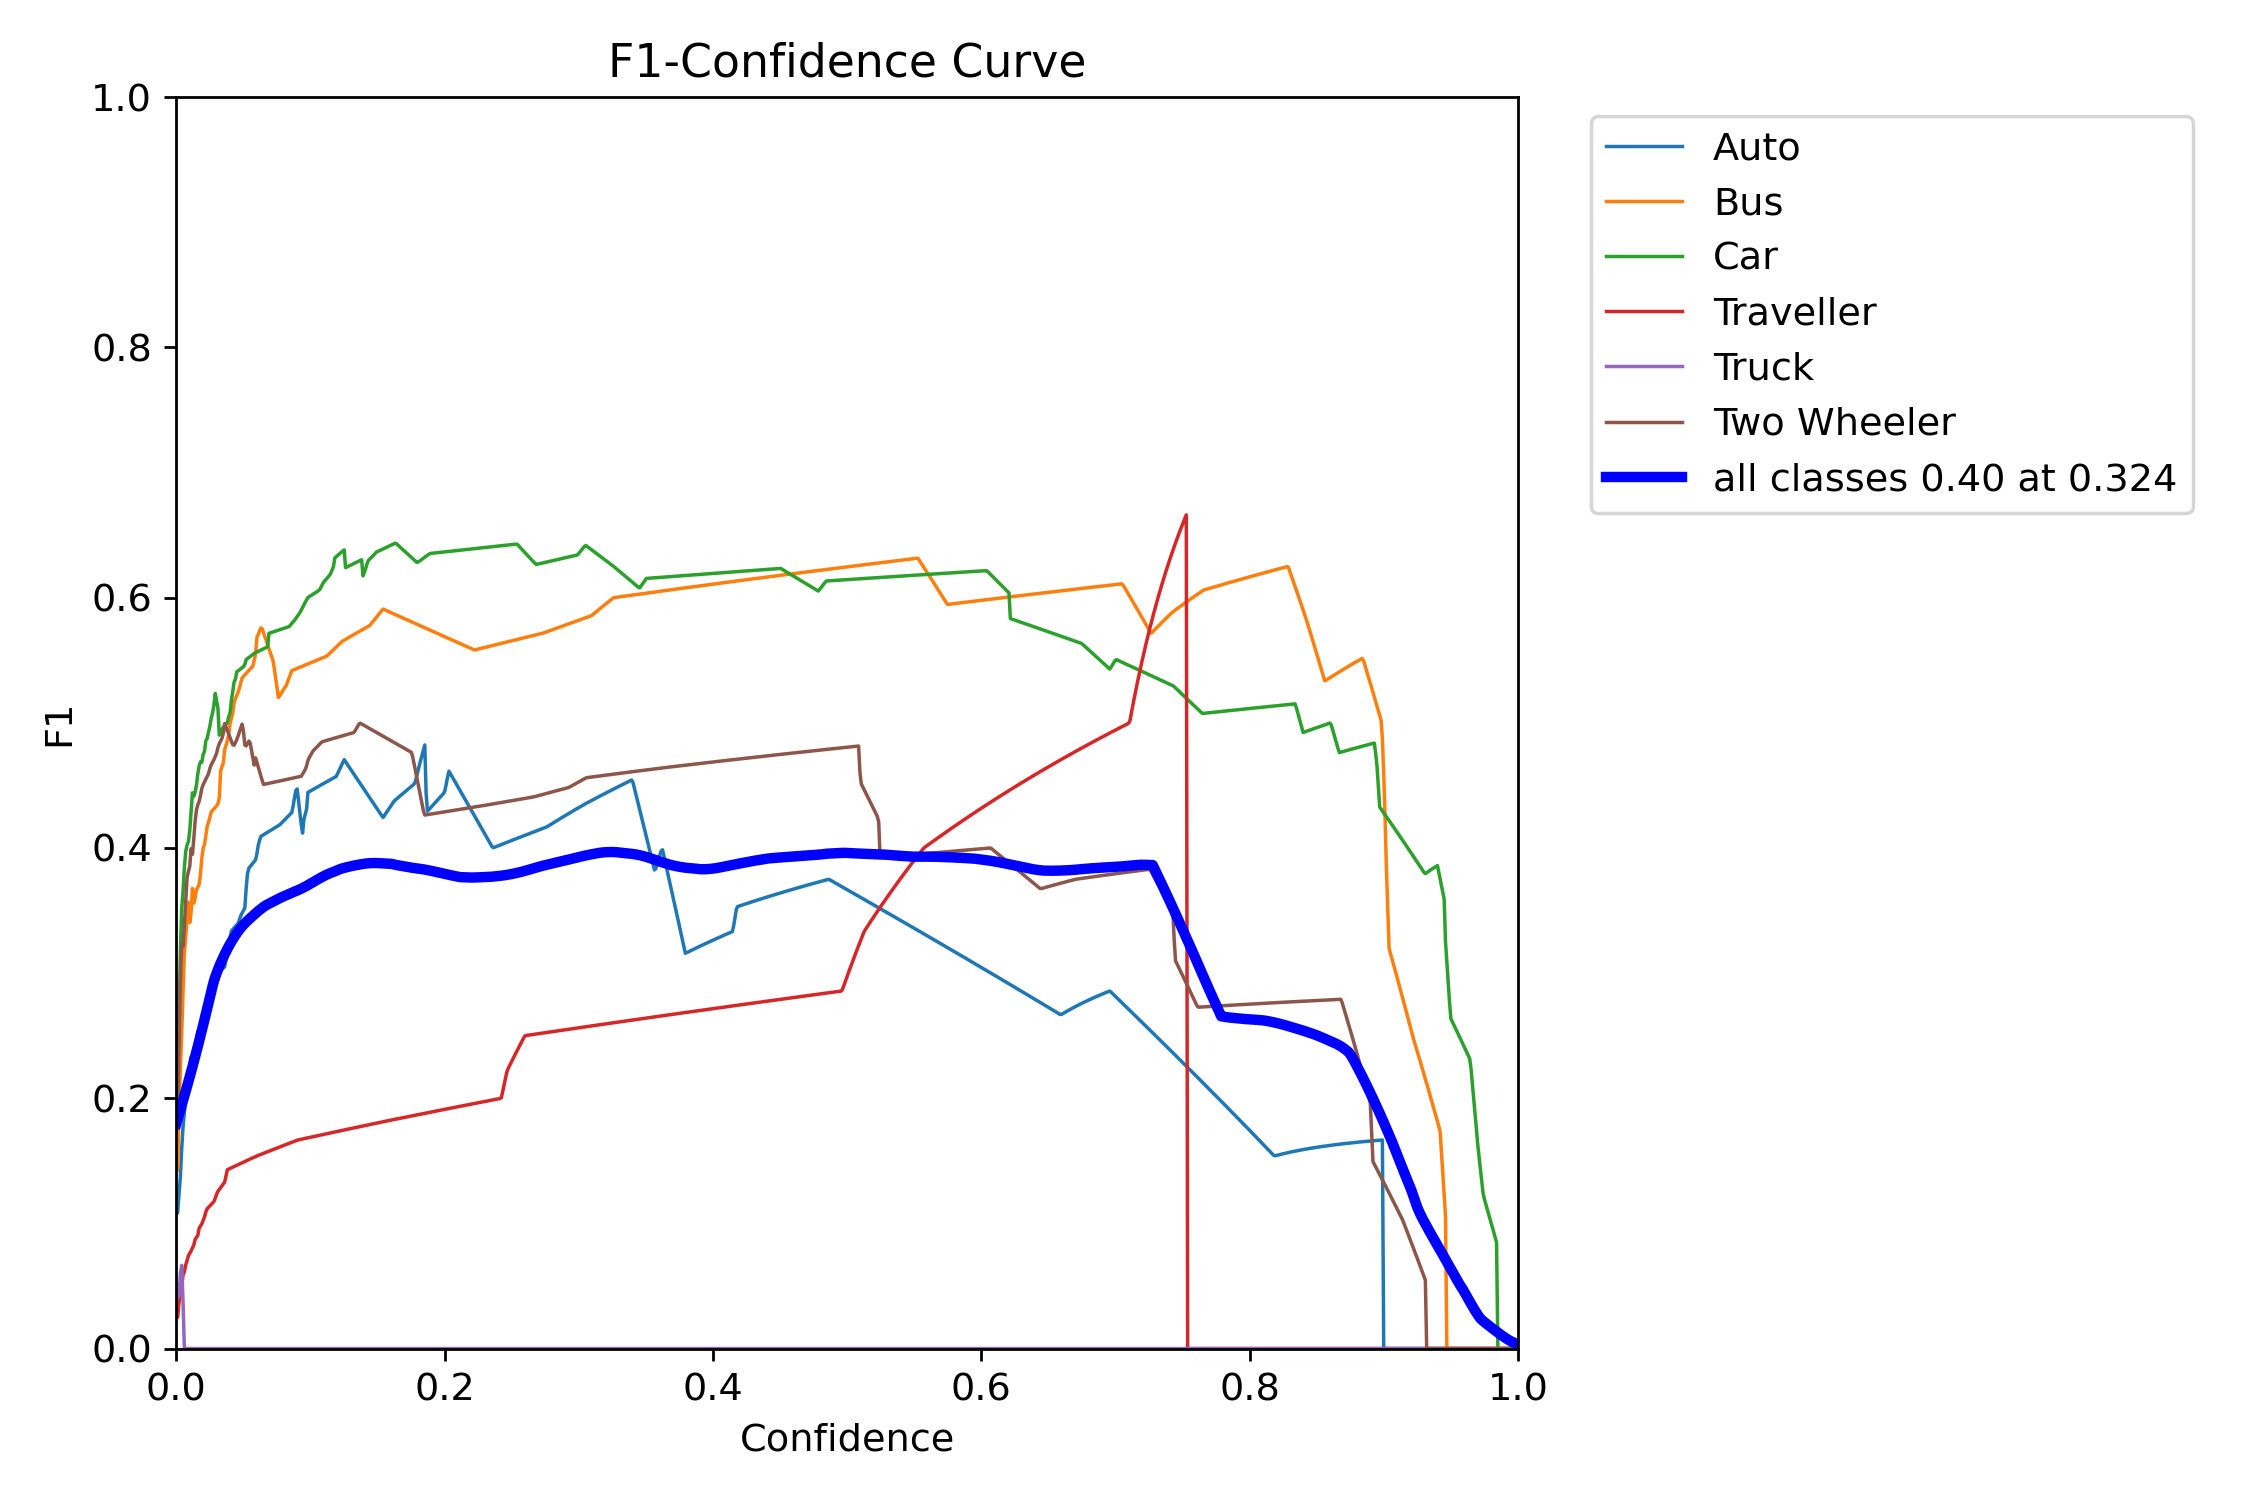 F1-Confidence Curve
1.0
0.8
0.6
0.4
0.2
0.0
F1
0.0 0.2 0.4 0.6 0.8 1.0
Confidence
Auto
Bus
Car
Traveller
Truck
Two Wheeler
all classes 0.40 at 0.324